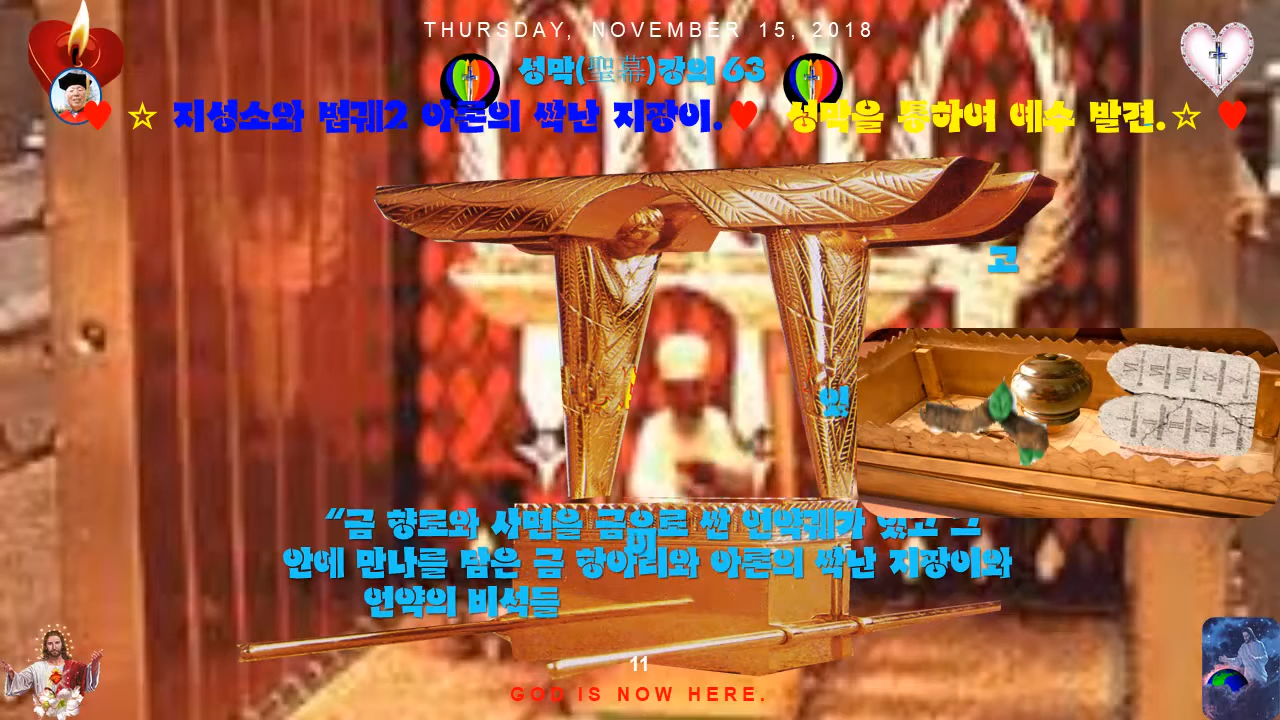 THURSDAY, NOVEMBER 15, 2018
성막(聖幕)강의 63
♥ ☆ 지성소와 법궤2 아론의 싹난 지팡이.♥ 성막을 통하여 예수 발견.☆ ♥
고
있
“금 향로와 사면을 금으로 싼 언약궤가 있고 그
안에 만나를 담은 금 항아리와 아론의 싹난 지팡이와
언약의 비석들
11
GOD IS NOW HERE.